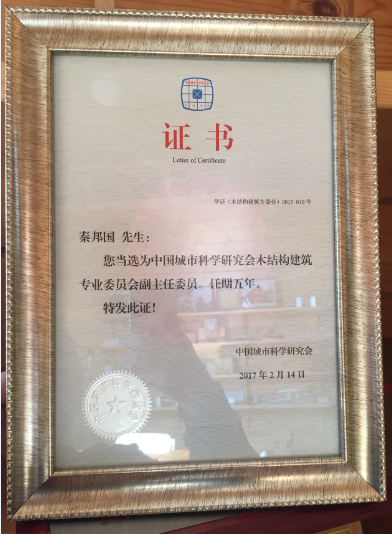 证书
Letter of Certificate
秦邦国 先生：
您当选为中国城市科学研究会木结构建筑
专业委员会副主任委员。任期五年。
特发此证！
中国城市科学研究会
2017 年 2 月 14 日